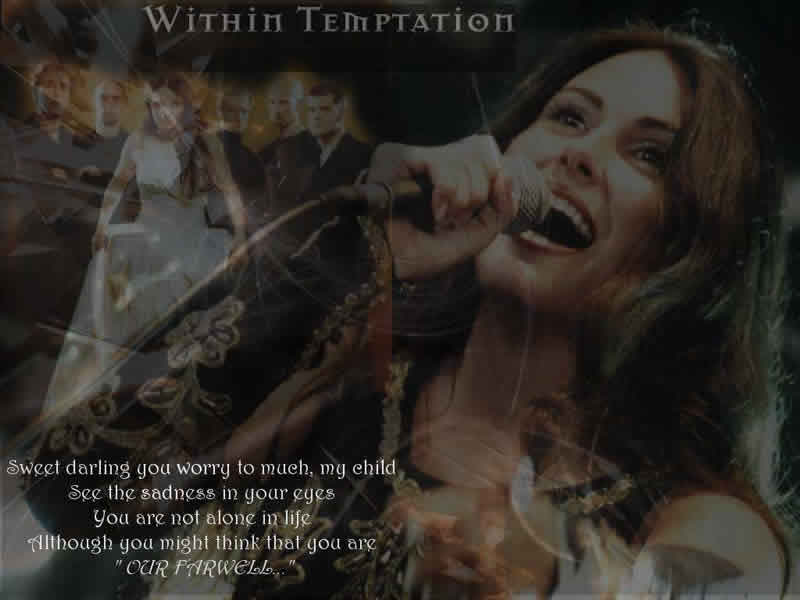 Within Temptation
Sweet darling you worry to much, my child
See the sadness in your eyes
You are not alone in life
Although you might think that you are
" OUR FARWELL..."